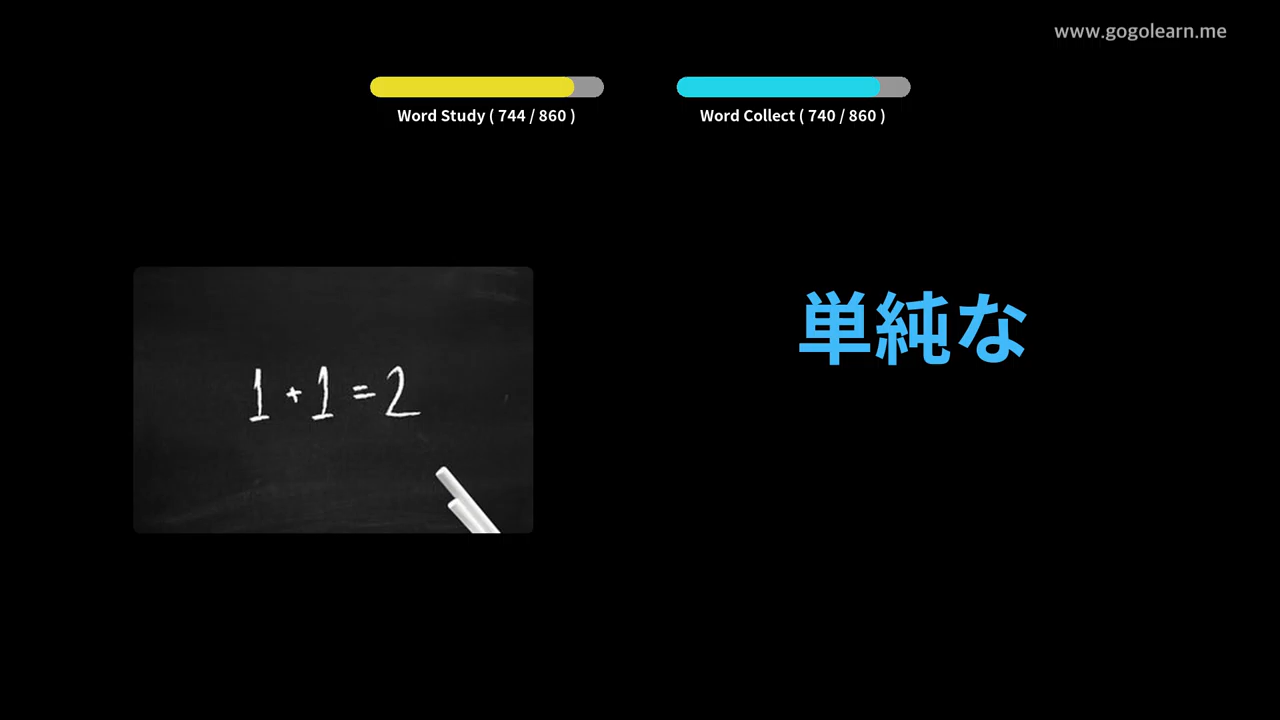 www.gogolearn.me
Word Study ( 744 / 860 )
Word Collect ( 740 / 860 )
単純な
1 + 1 = 2